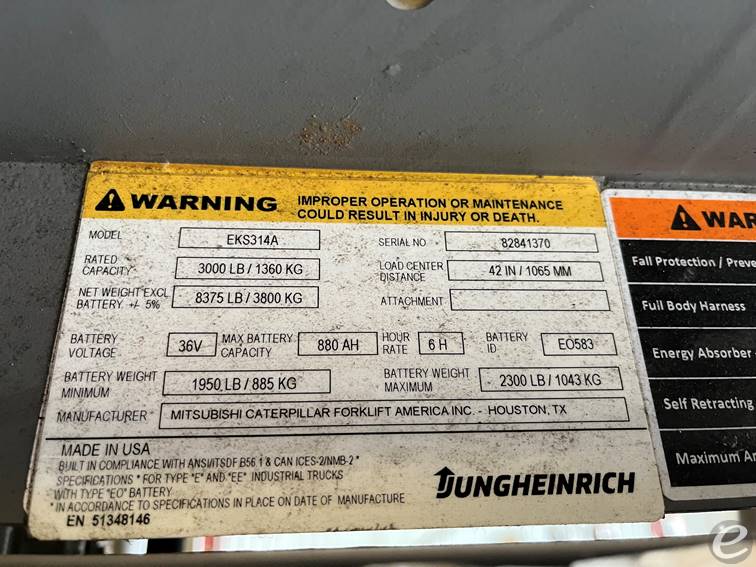 WARNING IMPROPER OPERATION OR MAINTENANCE
COULD RESULT IN INJURY OR DEATH.
MODEL EKS314A SERIAL NO 82841370
RATED
CAPACITY 3000 LB / 1360 KG LOAD CENTER
DISTANCE 42 IN / 1065 MM
NET WEIGHT EXCL
BATTERY +/- 5% 8375 LB / 3800 KG ATTACHMENT
BATTERY
VOLTAGE 36V MAX BATTERY
CAPACITY 880 AH HOUR
RATE 6 H BATTERY
ID EO583
BATTERY WEIGHT
MINIMUM 1950 LB / 885 KG BATTERY WEIGHT
MAXIMUM 2300 LB / 1043 KG
MANUFACTURER MITSUBISHI CATERPILLAR FORKLIFT AMERICA INC. - HOUSTON, TX
MADE IN USA
BUILT IN COMPLIANCE WITH ANSI/ITSDF B56.1 & CAN ICES-2/NMB-2 *
SPECIFICATIONS * FOR TYPE "E" AND "EE" INDUSTRIAL TRUCKS
WITH TYPE "EO" BATTERY
* IN ACCORDANCE TO SPECIFICATIONS IN PLACE ON DATE OF MANUFACTURE
EN 51348146
JUNGHEINRICH
WAR
Fall Protection / Preve
Full Body Harness
Energy Absorber
Self Retracting
Maximum Ar
e